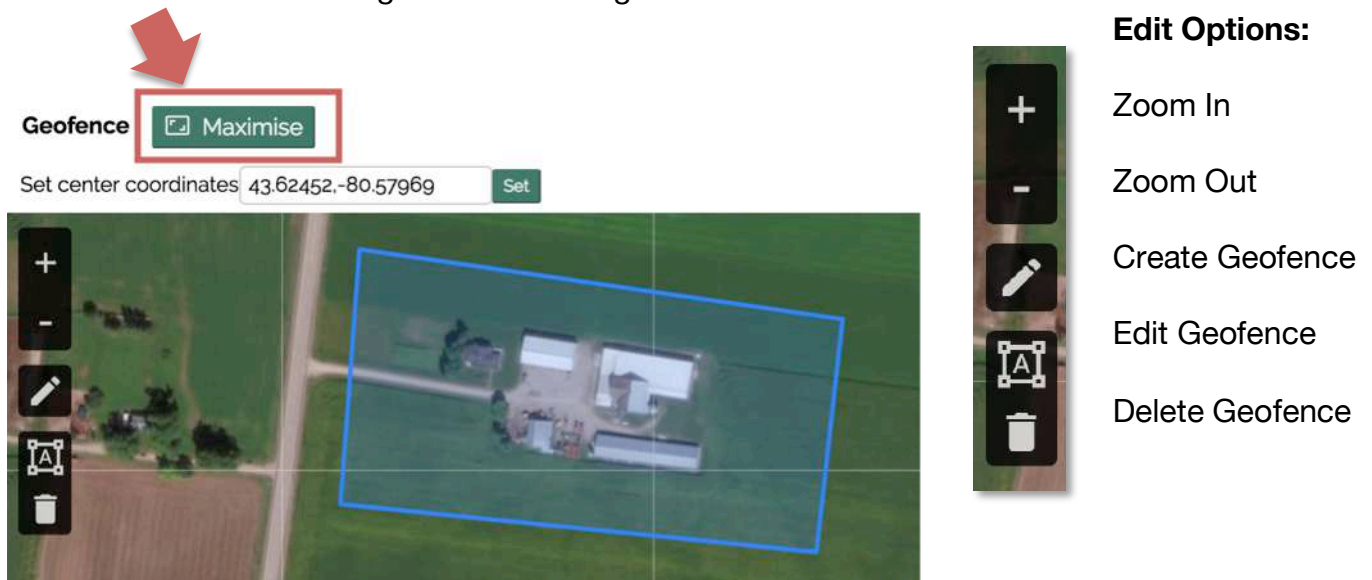 Geofence Maximise
Set center coordinates 43.62452,-80.57969 Set
+
-
A
Edit Options:
+ Zoom In
- Zoom Out
Create Geofence
A Edit Geofence
Delete Geofence